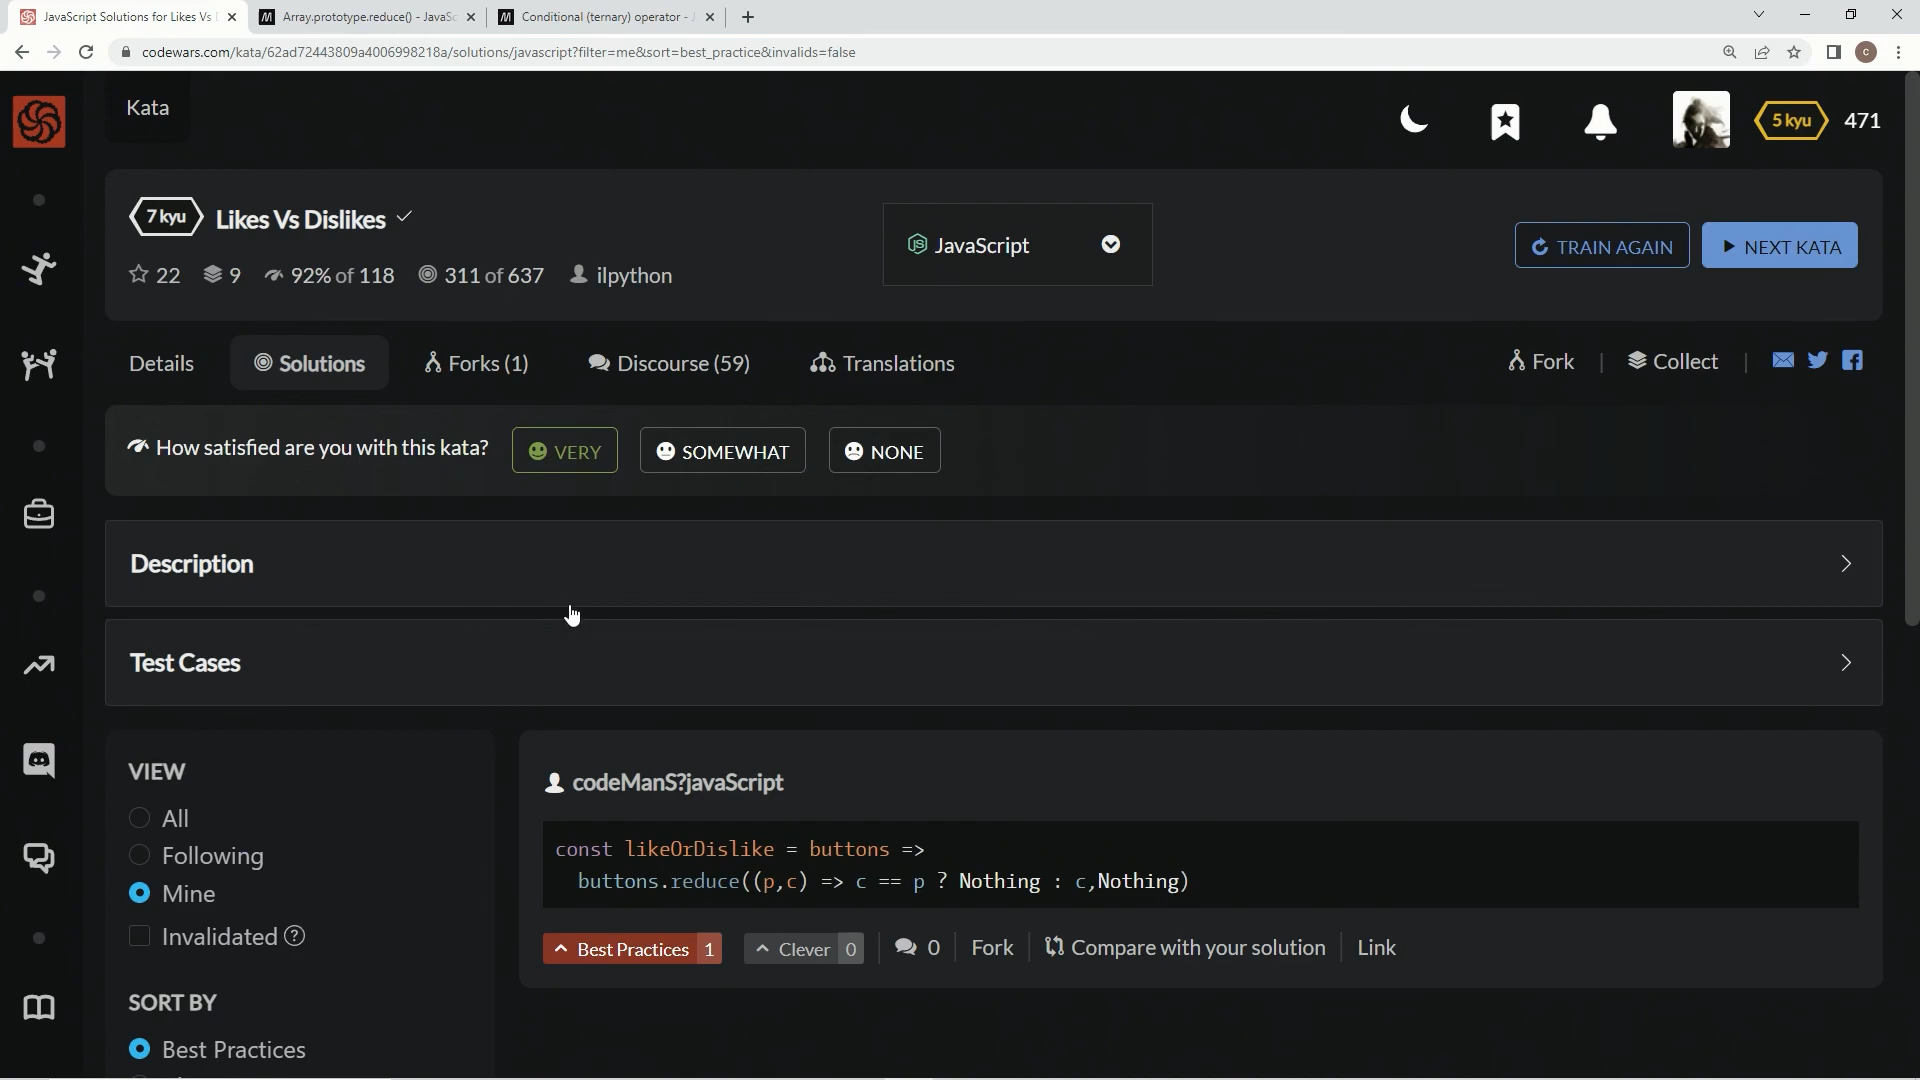 JavaScript Solutions for Likes Vs D
Array.prototype.reduce() - JavaSc
Conditional (ternary) operator -
codewars.com/kata/62ad72443809a4006998218a/solutions/javascript?filter=me&sort=best_practice&invalids=false
c
Kata
5 kyu 471
7 kyu Likes Vs Dislikes
JavaScript
TRAIN AGAIN
NEXT KATA
22 9 92% of 118 311 of 637 ilpython
Details
Solutions
Forks (1)
Discourse (59)
Translations
Fork | Collect |
How satisfied are you with this kata?
VERY
SOMEWHAT
NONE
Description
Test Cases
VIEW
All
Following
Mine
Invalidated ?
SORT BY
Best Practices
codeManS?javaScript
const likeOrDislike = buttons =>
buttons.reduce((p,c) => c == p ? Nothing : c,Nothing)
Best Practices 1
Clever 0
0
Fork
Compare with your solution
Link